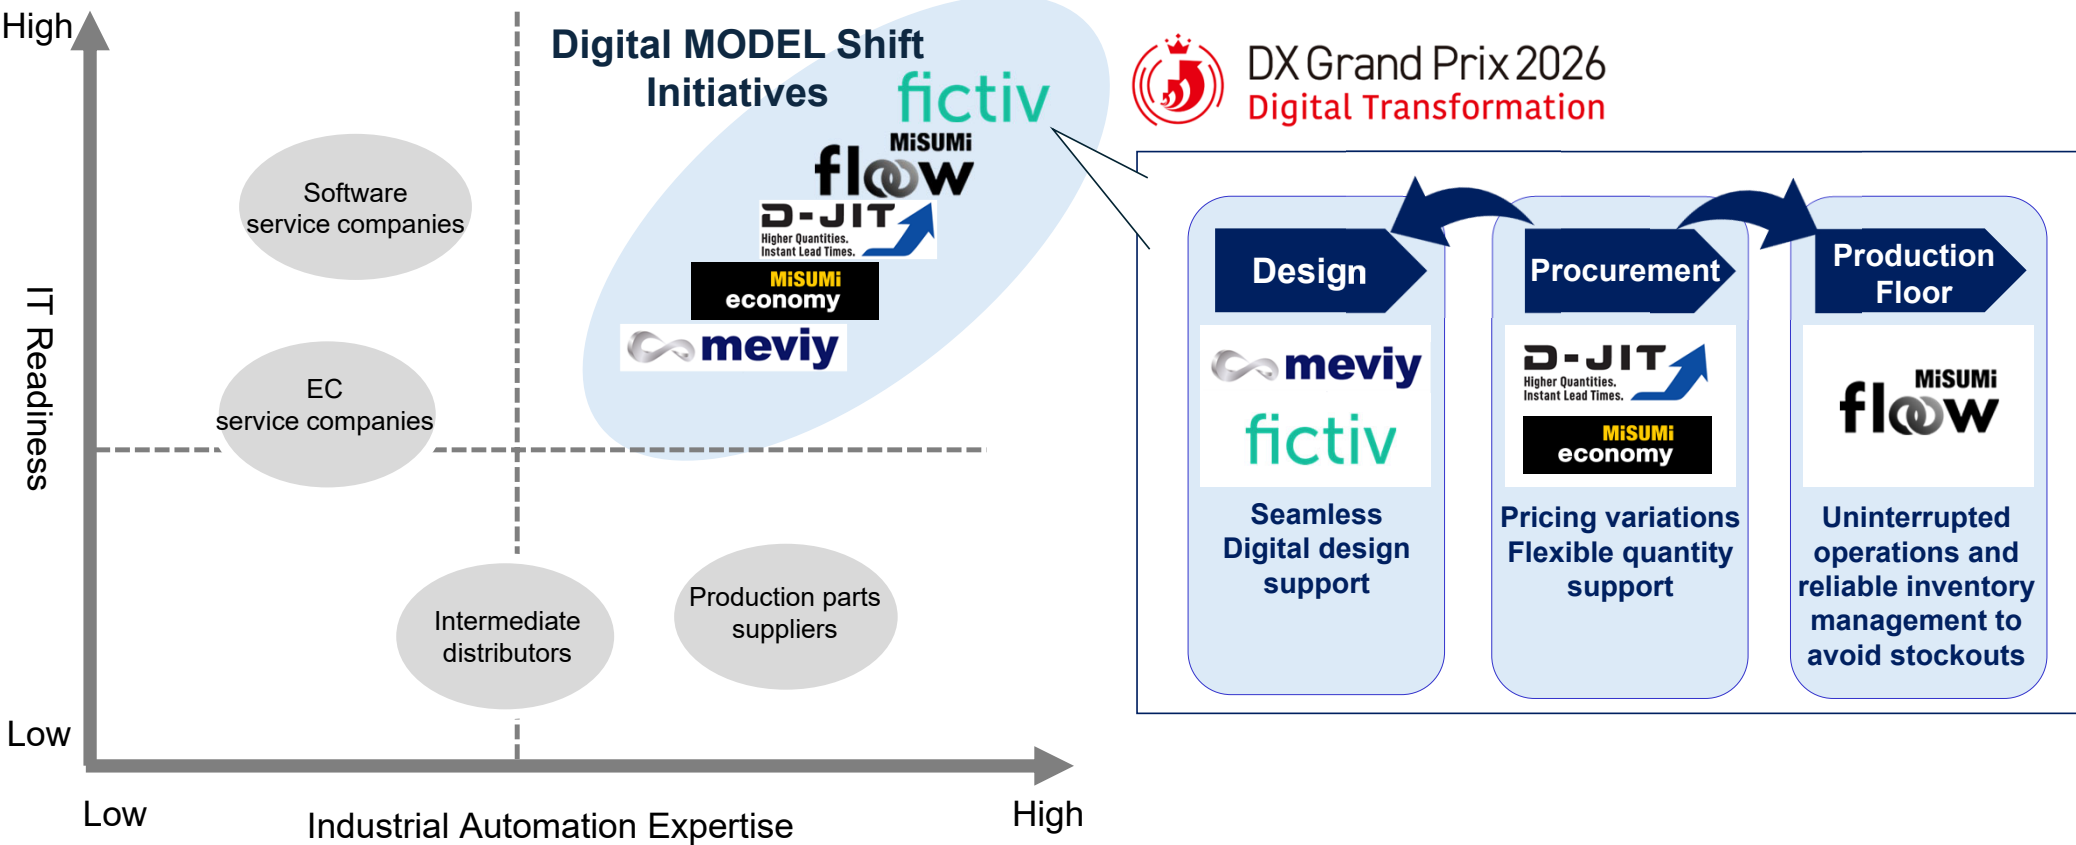 High
Digital MODEL Shift
Initiatives
fictiv
MiSUMi
floow
D-JIT
Higher Quantities.
Instant Lead Times.
MiSUMi
economy
meviy
Software
service companies
EC
service companies
Intermediate
distributors
Production parts
suppliers
IT Readiness
Low
Low
Industrial Automation Expertise
High
DX Grand Prix 2026
Digital Transformation
Design
meviy
fictiv
Seamless
Digital design
support
Procurement
D-JIT
Higher Quantities.
Instant Lead Times.
MiSUMi
economy
Pricing variations
Flexible quantity
support
Production
Floor
MiSUMi
floow
Uninterrupted
operations and
reliable inventory
management to
avoid stockouts